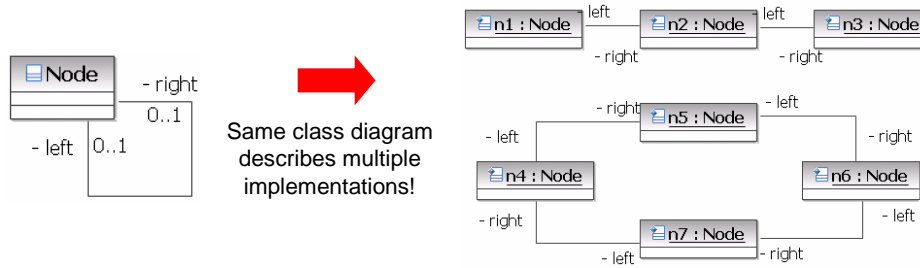 Node
- right
0..1
- left
0..1
Same class diagram
describes multiple
implementations!
n1 : Node
- left
- right
n2 : Node
- left
- right
n3 : Node
- right
n5 : Node
- left
- left
- right
n4 : Node
n6 : Node
- right
- left
n7 : Node
- left
- right